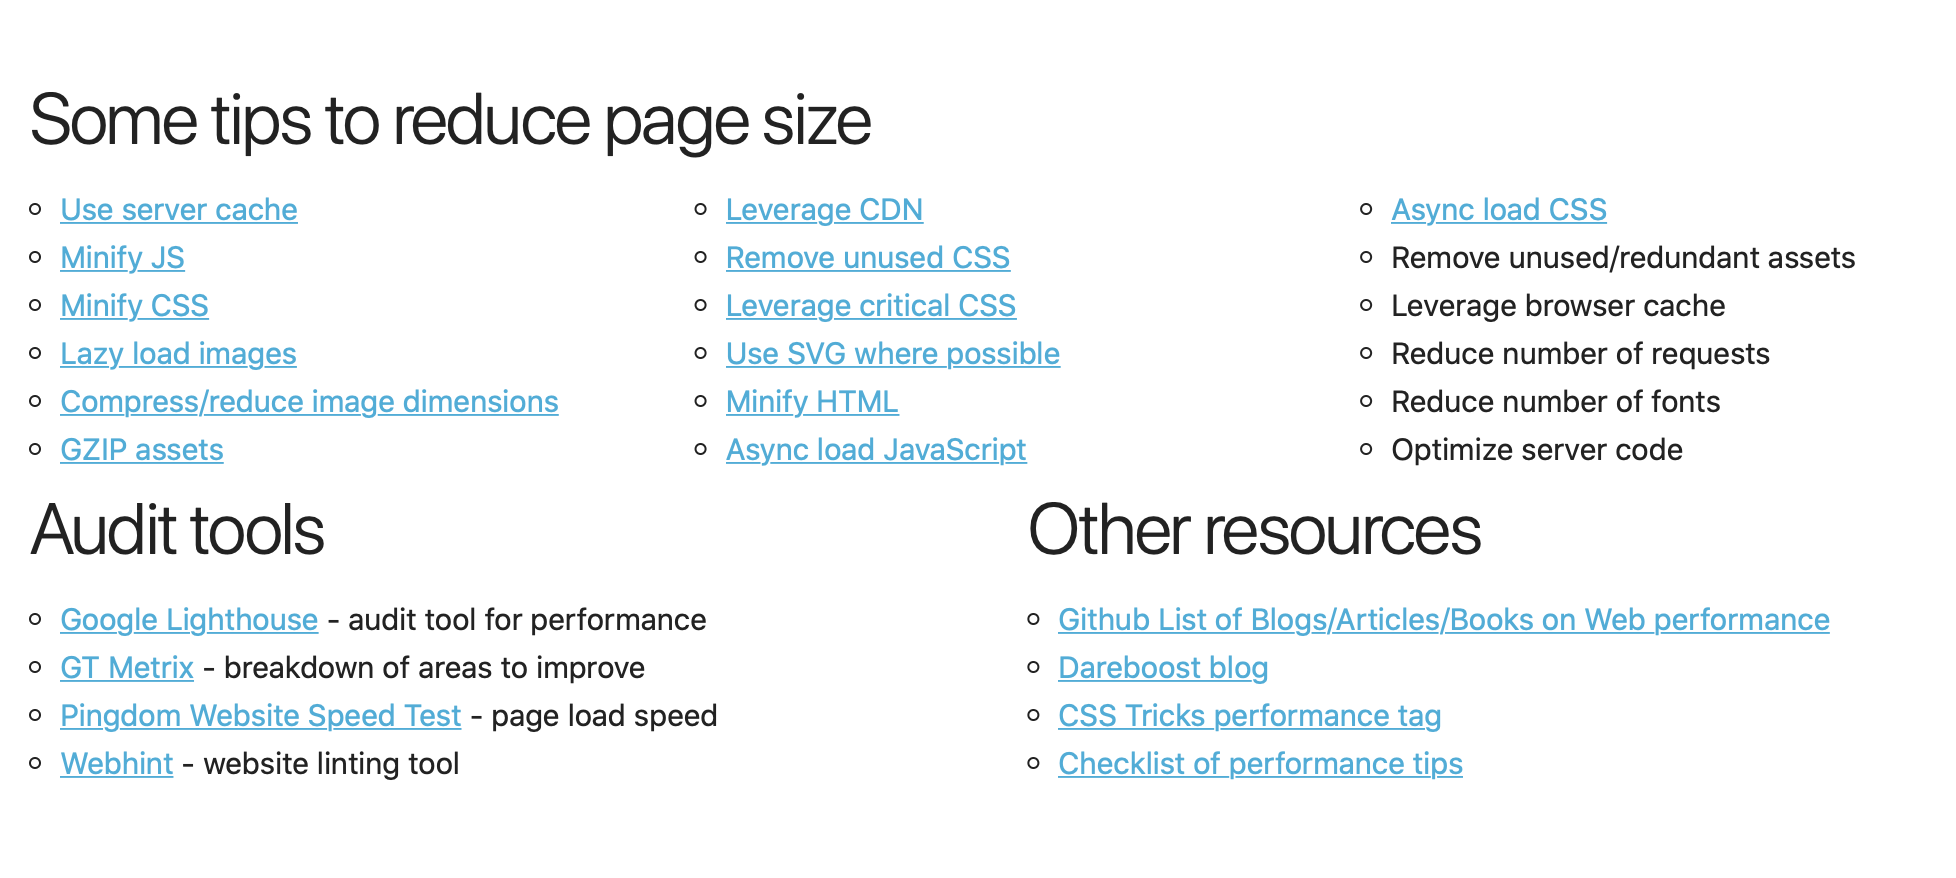 Some tips to reduce page size
Use server cache
Minify JS
Minify CSS
Lazy load images
Compress/reduce image dimensions
GZIP assets
Leverage CDN
Remove unused CSS
Leverage critical CSS
Use SVG where possible
Minify HTML
Async load JavaScript
Async load CSS
Remove unused/redundant assets
Leverage browser cache
Reduce number of requests
Reduce number of fonts
Optimize server code
Audit tools
Google Lighthouse - audit tool for performance
GT Metrix - breakdown of areas to improve
Pingdom Website Speed Test - page load speed
Webhint - website linting tool
Other resources
Github List of Blogs/Articles/Books on Web performance
Dareboost blog
CSS Tricks performance tag
Checklist of performance tips